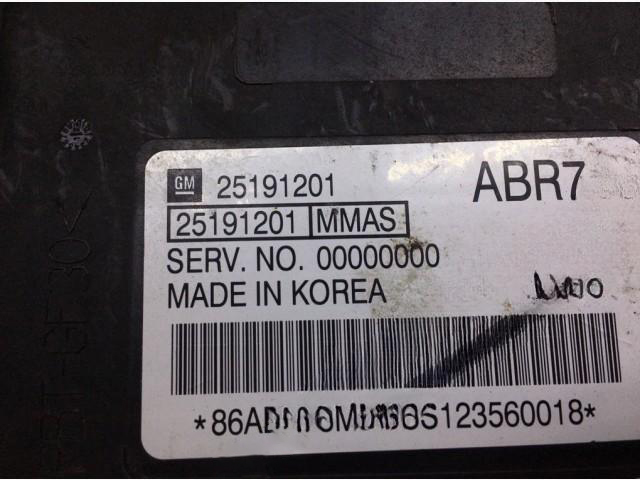 GM 25191201 ABR7
25191201 MMAS
SERV. NO. 00000000
MADE IN KOREA